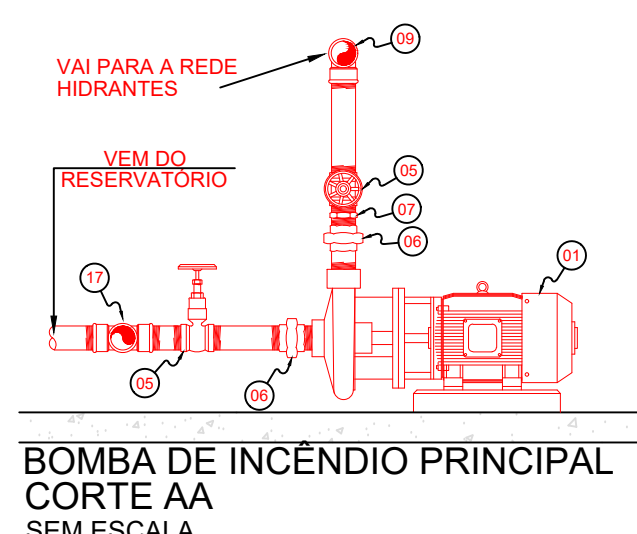 09
VAI PARA A REDE
HIDRANTES
VEM DO
RESERVATÓRIO
05
07
06
01
17
05
06
BOMBA DE INCÊNDIO PRINCIPAL
CORTE AA
SEM ESCALA